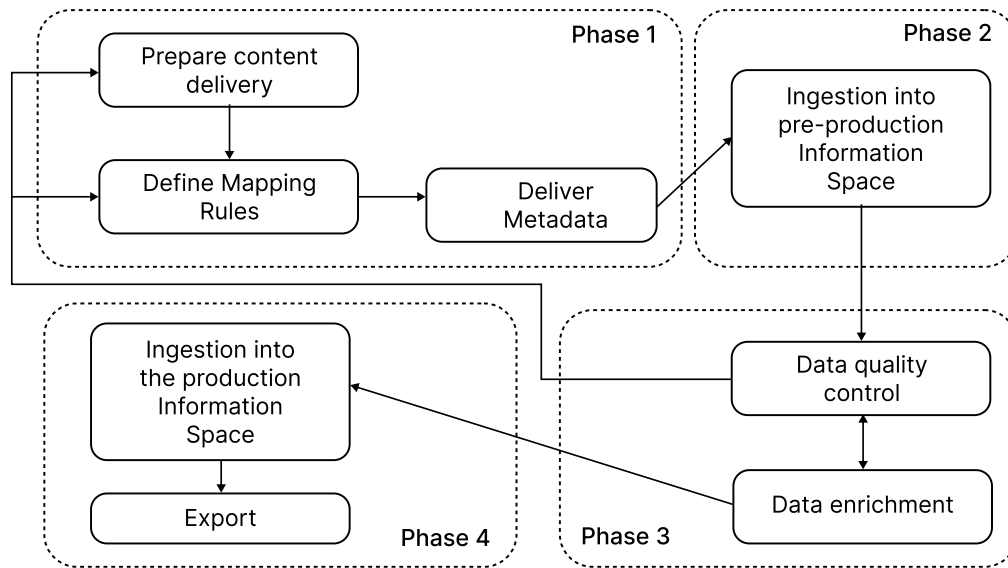 Phase 1
Prepare content
delivery
Define Mapping
Rules
Deliver
Metadata
Phase 2
Ingestion into
pre-production
Information
Space
Data quality
control
Data enrichment
Phase 3
Ingestion into
the production
Information
Space
Export
Phase 4